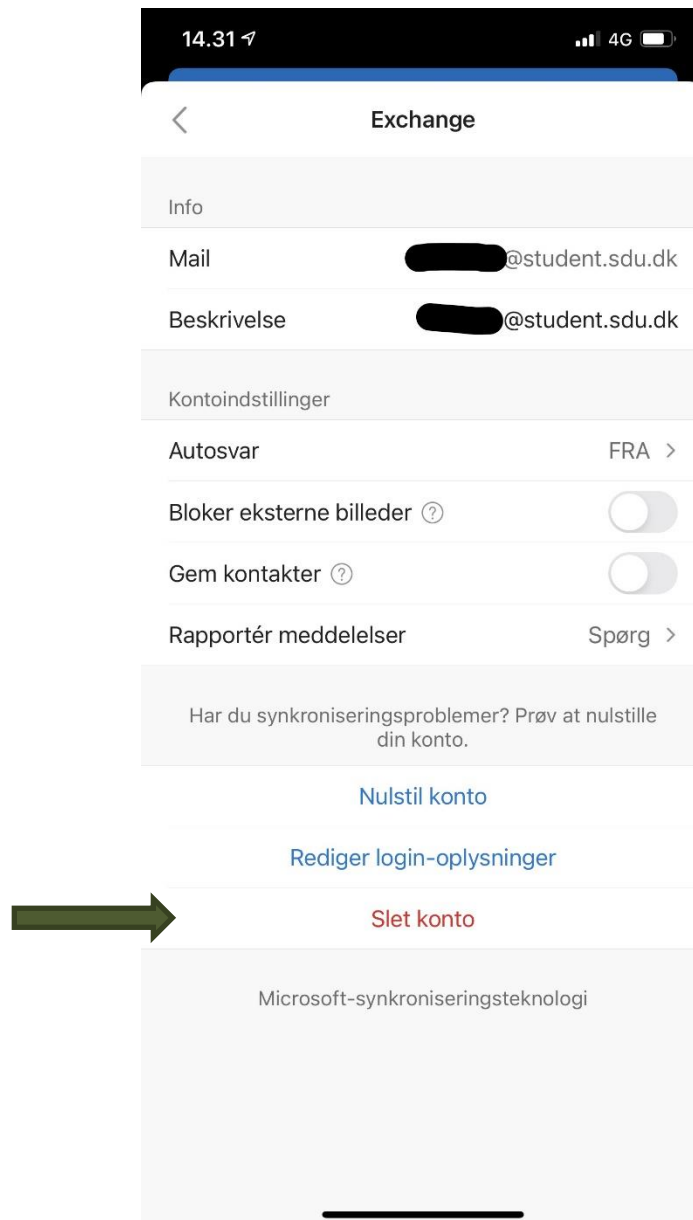 14.31
4G
Exchange
Info
Mail @student.sdu.dk
Beskrivelse @student.sdu.dk
Kontoindstillinger
Autosvar FRA
Bloker eksterne billeder ?
Gem kontakter ?
Rapportér meddelelser Spørg
Har du synkroniseringsproblemer? Prøv at nulstille
din konto.
Nulstil konto
Rediger login-oplysninger
Slet konto
Microsoft-synkroniseringsteknologi